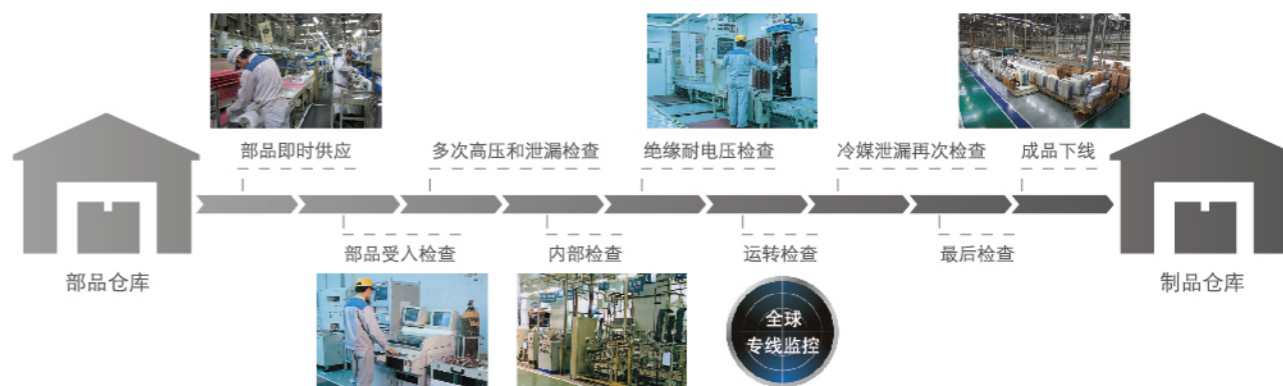 部品即时供应
多次高压和泄漏检查
绝缘耐电压检查
冷媒泄漏再次检查
成品下线
部品受入检查
内部检查
运转检查
最后检查
部品仓库
制品仓库
全球
专线监控